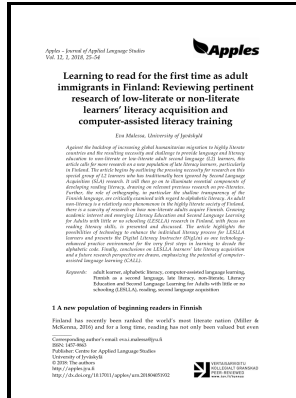 Apples – Journal of Applied Language Studies
Vol. 12, 1, 2018, 25–54
Apples
Learning to read for the first time as adult
immigrants in Finland: Reviewing pertinent
research of low-literate or non-literate
learners' literacy acquisition and
computer-assisted literacy training
Eva Malessa, University of Jyväskylä
Against the backdrop of increasing global humanitarian migration to highly literate
countries and the resulting necessity and challenge to provide language and literacy
education to non-literate or low-literate adult second language (L2) learners, this
article calls for more research on a new population of late literacy learners, particularly
in Finland. The article begins by outlining the pressing necessity for research on this
special group of L2 learners who has traditionally been ignored by Second Language
Acquisition (SLA) research. It will then go on to illuminate essential components of
developing reading literacy, drawing on relevant previous research on pre-literates.
Further, the role of orthography, in particular the shallow transparency of the
Finnish language, are critically examined with regard to alphabetic literacy. As adult
non-literacy is a relatively new phenomenon in the highly literate society of Finland,
there is a scarcity of research on how non-literate adults acquire Finnish. Growing
academic interest and emerging Literacy Education and Second Language Learning
for Adults with little or no schooling (LESLLA) research in Finland, with focus on
reading literacy skills, is presented and discussed. The article highlights the
possibilities of technology to enhance the individual literacy process for LESLLA
learners and presents the Digital Literacy Instructor (DigLin) as one technology-
enhanced practice environment for the very first steps in learning to decode the
alphabetic code. Finally, conclusions on LESLLA learners' late literacy acquisition
and a future research perspective are drawn, emphasizing the potential of computer-
assisted language learning (CALL).
Keywords: adult learner, alphabetic literacy, computer-assisted language learning,
Finnish as a second language, late literacy, non-literacy, Literacy
Education and Second Language Learning for Adults with little or no
schooling (LESLLA), reading, second language acquisition
1 A new population of beginning readers in Finnish
Finland has recently been ranked the world's most literate nation (Miller &
McKenna, 2016) and for a long time, reading has not only been valued but even
Corresponding author's email: eva.e.malessa@jyu.fi
ISSN: 1457-9863
Publisher: Centre for Applied Language Studies
University of Jyväskylä
© 2018: The authors
http://apples.jyu.fi
http://dx.doi.org/10.17011/apples/urn.201804051932
VERTAISARVIOITU
KOLLEGIALT GRANSKAD
PEER-REVIEWED
www.tsv.fi/tunnus